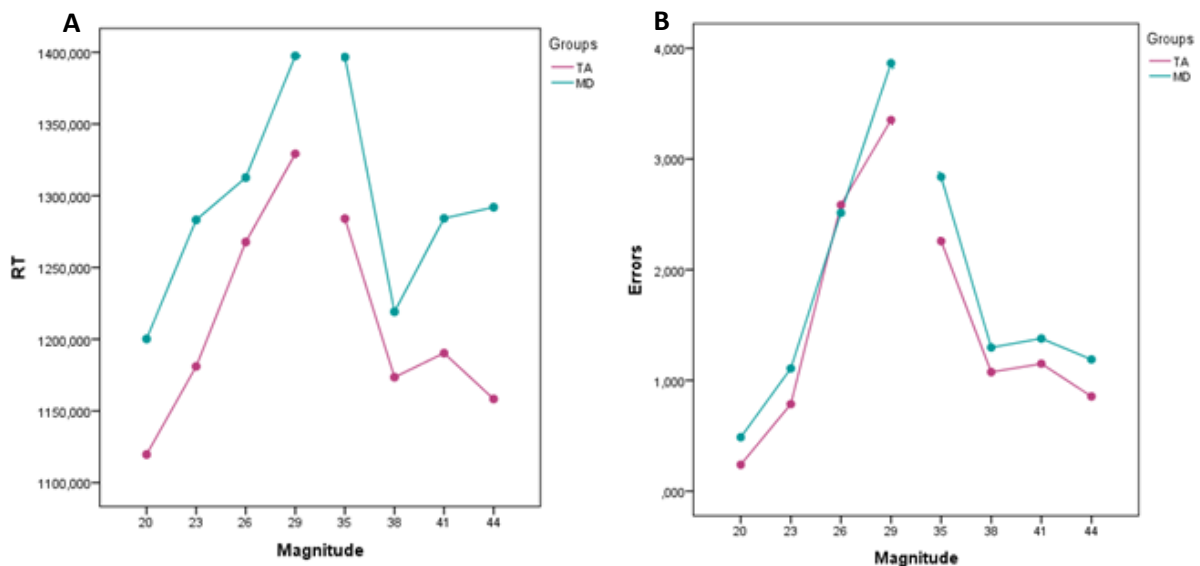 A
Groups
TA
MD
1400,000
1350,000
1300,000
1250,000
1200,000
1150,000
1100,000
RT
20 23 26 29 35 38 41 44
Magnitude
B
Groups
TA
MD
4,000
3,000
2,000
1,000
,000
Errors
20 23 26 29 35 38 41 44
Magnitude